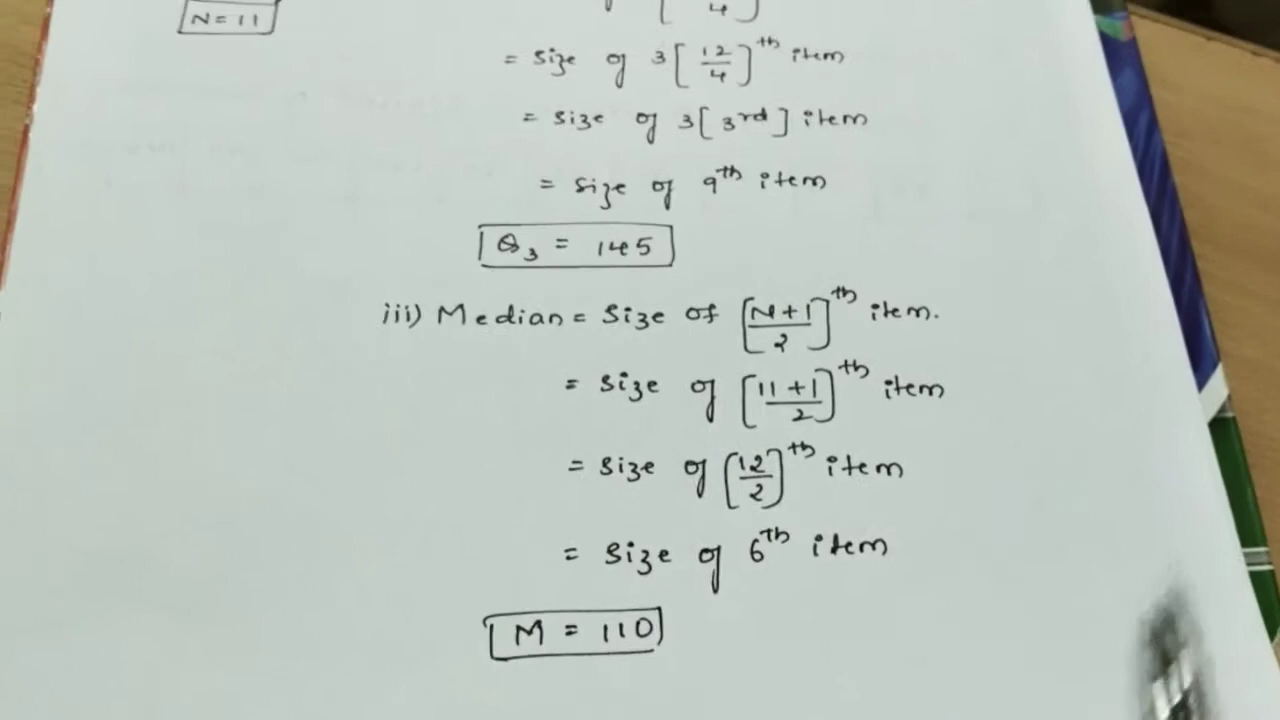 N = 11
4
= Size of 3 [12/4]th item
= Size of 3 [3rd] item
= Size of 9th item
Q3 = 145
iii) Median = Size of [N+1/2]th item.
= Size of [11+1/2]th item
= Size of [12/2]th item
= Size of 6th item
M = 110